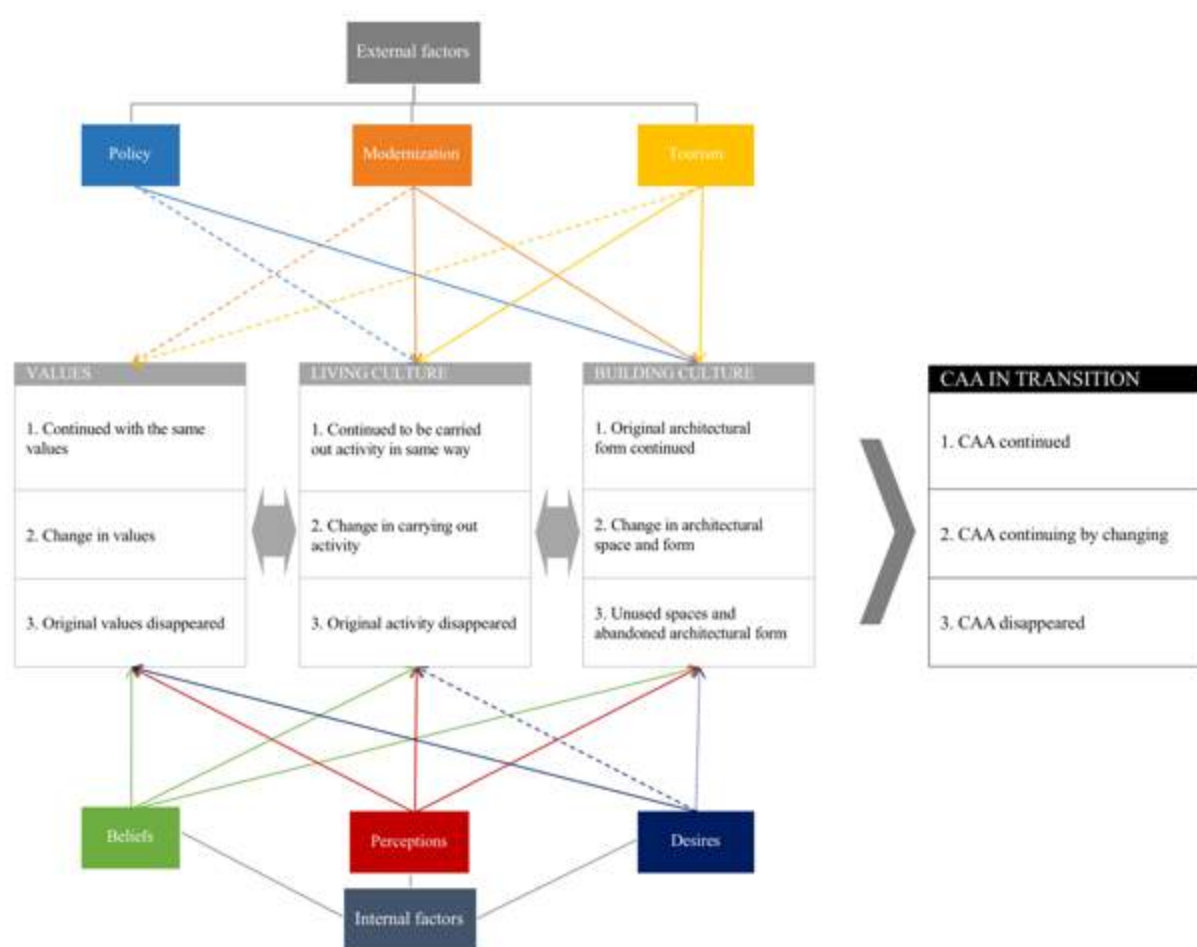 External factors
Policy
Modernization
Tourism
VALUES
1. Continued with the same
values
2. Change in values
3. Original values disappeared
LIVING CULTURE
1. Continued to be carried
out activity in same way
2. Change in carrying out
activity
3. Original activity disappeared
BUILDING CULTURE
1. Original architectural
form continued
2. Change in architectural
space and form
3. Unused spaces and
abandoned architectural form
CAA IN TRANSITION
1. CAA continued
2. CAA continuing by changing
3. CAA disappeared
Beliefs
Perceptions
Desires
Internal factors